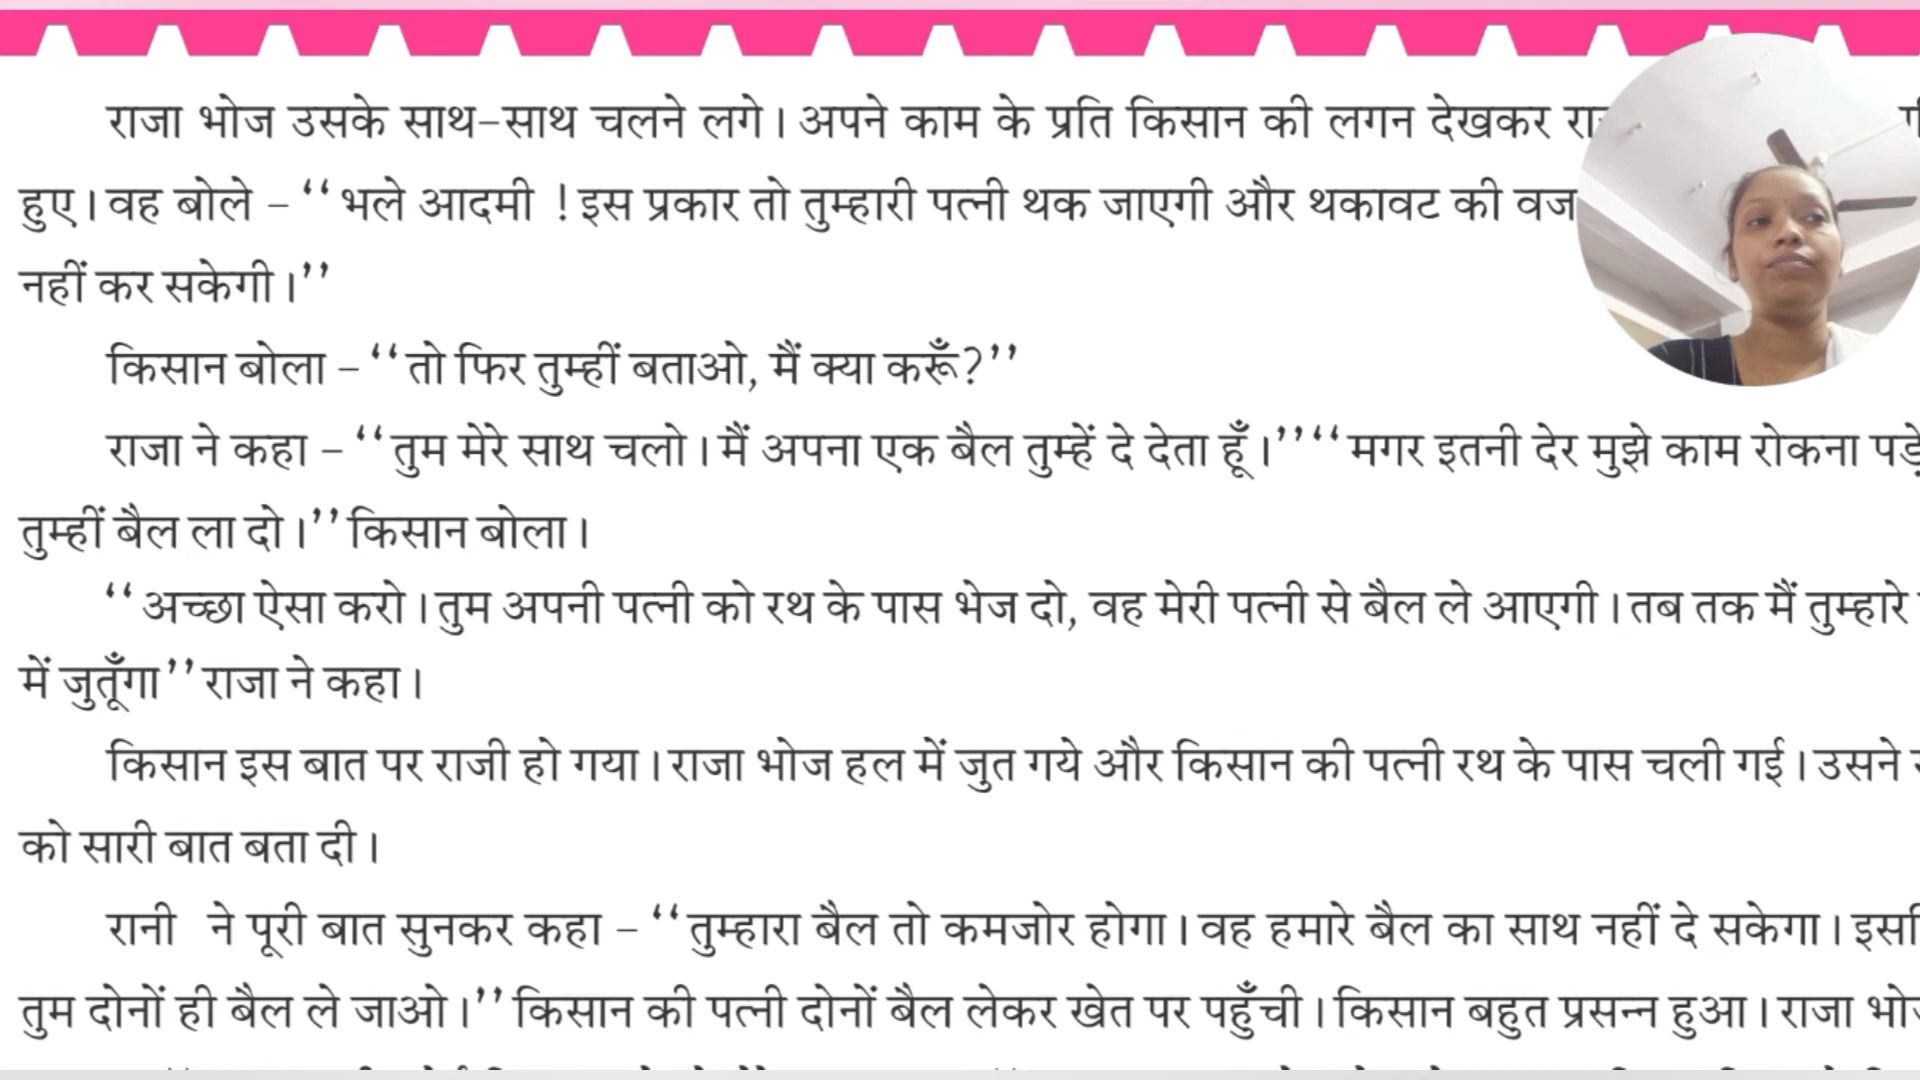 राजा भोज उसके साथ-साथ चलने लगे। अपने काम के प्रति किसान की लगन देखकर
हुए। वह बोले – ‘‘भले आदमी ! इस प्रकार तो तुम्हारी पत्नी थक जाएगी और थकावट की
नहीं कर सकेगी।’’
किसान बोला – ‘‘तो फिर तुम्हीं बताओ, मैं क्या करूँ?’’
राजा ने कहा – ‘‘तुम मेरे साथ चलो। मैं अपना एक बैल तुम्हें दे देता हूँ।’’ ‘‘मगर इतनी देर मुझे काम रोकना
तुम्हीं बैल ला दो।’’ किसान बोला।
‘‘अच्छा ऐसा करो। तुम अपनी पत्नी को रथ के पास भेज दो, वह मेरी पत्नी से बैल ले आएगी। तब तक मैं तुम्हारे
में जुतूँगा’’ राजा ने कहा।
किसान इस बात पर राजी हो गया। राजा भोज हल में जुत गये और किसान की पत्नी रथ के पास चली गई। उसने
को सारी बात बता दी।
रानी ने पूरी बात सुनकर कहा – ‘‘तुम्हारा बैल तो कमजोर होगा। वह हमारे बैल का साथ नहीं दे सकेगा।
तुम दोनों ही बैल ले जाओ।’’ किसान की पत्नी दोनों बैल लेकर खेत पर पहुँची। किसान बहुत प्रसन्न हुआ। राजा